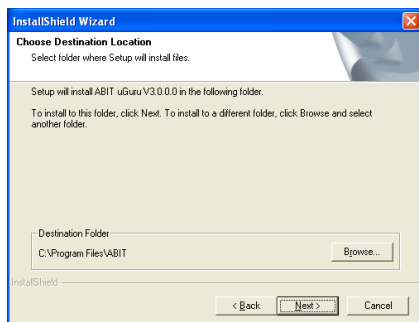 InstallShield Wizard
Choose Destination Location
Select folder where Setup will install files.
Setup will install ABIT uGuru V3.0.0.0 in the following folder.
To install to this folder, click Next. To install to a different folder, click Browse and select
another folder.
Destination Folder
C:\Program Files\ABIT
Browse...
InstallShield
< Back
Next >
Cancel